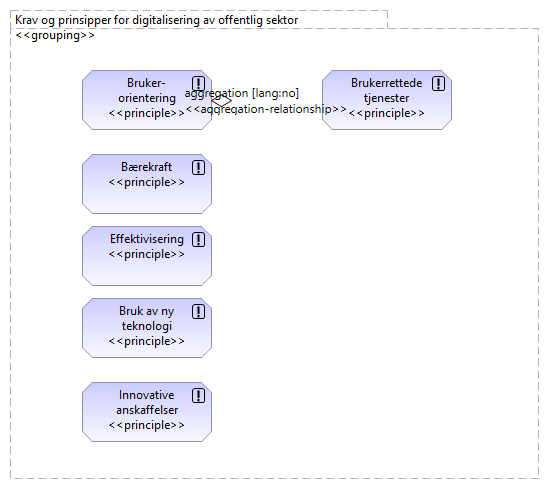 Krav og prinsipper for digitalisering av offentlig sektor
<<grouping>>
Bruker-
orientering
<<principle>>
aggregation [lang:no]
<<aggregation-relationship>>
Brukerrettede
tjenester
<<principle>>
Bærekraft
<<principle>>
Effektivisering
<<principle>>
Bruk av ny
teknologi
<<principle>>
Innovative
anskaffelser
<<principle>>